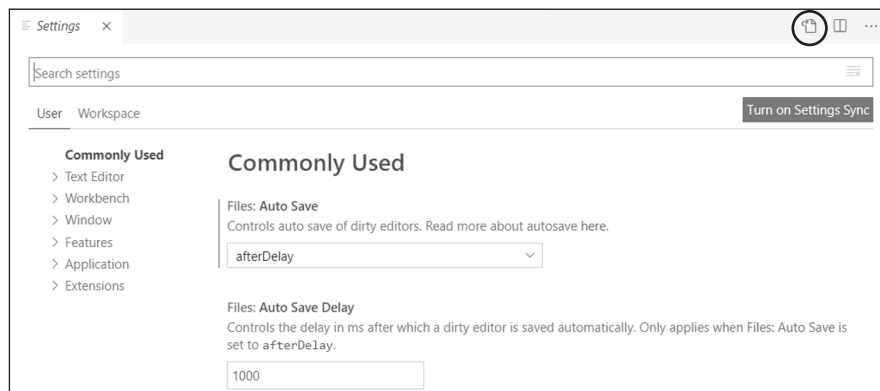 Settings
Search settings
User Workspace
Turn on Settings Sync
Commonly Used
Text Editor
Workbench
Window
Features
Application
Extensions
Commonly Used
Files: Auto Save
Controls auto save of dirty editors. Read more about autosave here.
afterDelay
Files: Auto Save Delay
Controls the delay in ms after which a dirty editor is saved automatically. Only applies when Files: Auto Save is
set to afterDelay.
1000